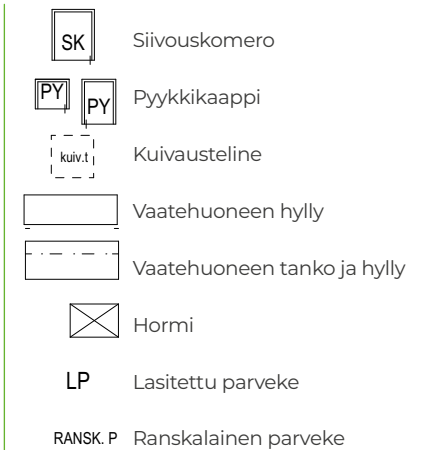 SK Siivouskomero
PY PY Pyykkikaappi
kuiv.t Kuivausteline
Vaatehuoneen hylly
Vaatehuoneen tanko ja hylly
Hormi
LP Lasitettu parveke
RANSK. P Ranskalainen parveke